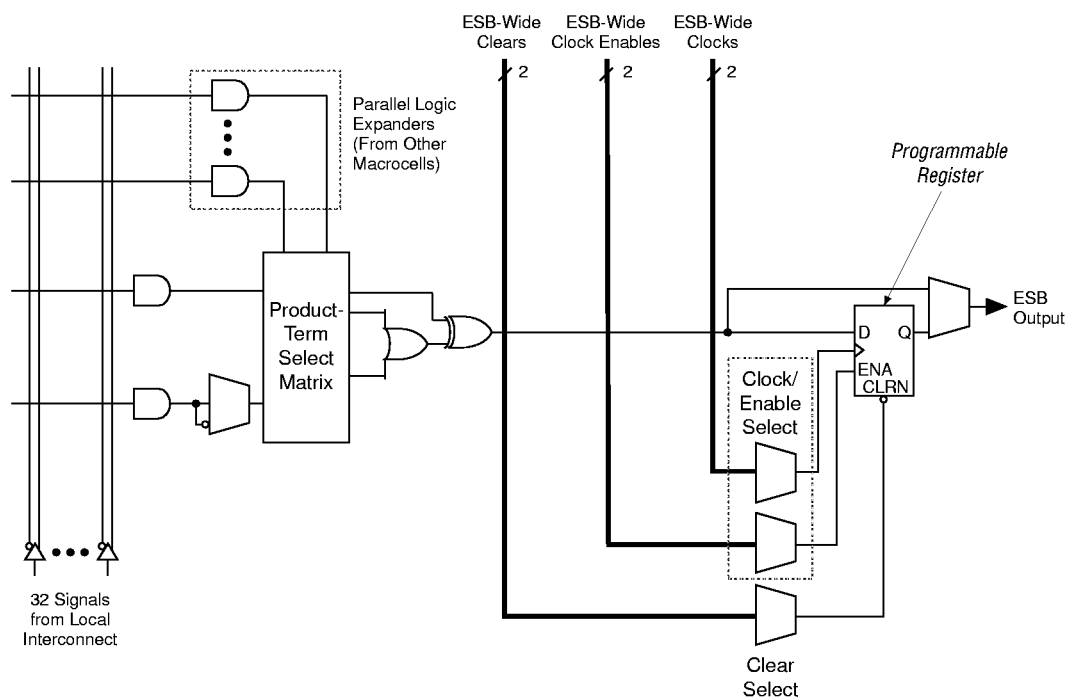 ESB-Wide
Clears
ESB-Wide
Clock Enables
ESB-Wide
Clocks
2
2
2
Parallel Logic
Expanders
(From Other
Macrocells)
Programmable
Register
Product-
Term
Select
Matrix
ESB
Output
D
Q
ENA
CLRN
Clock/
Enable
Select
32 Signals
from Local
Interconnect
Clear
Select